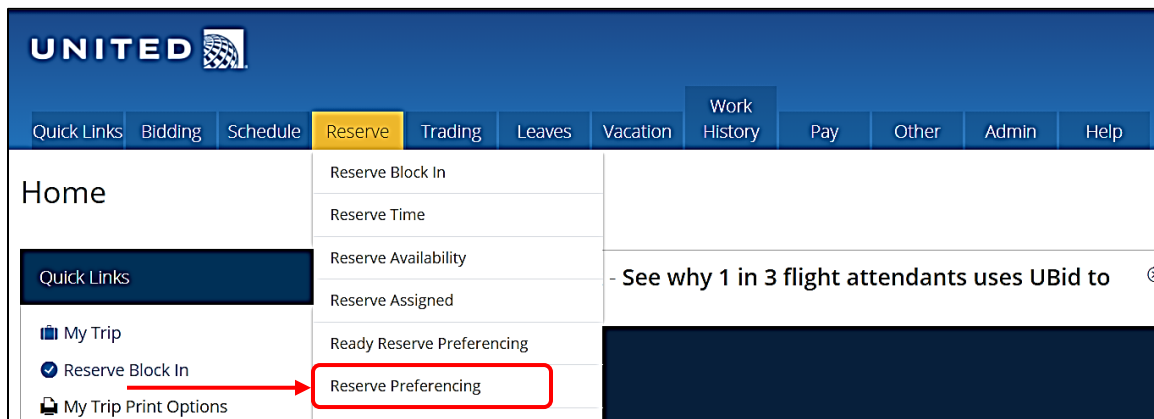 UNITED
Work
Quick Links Bidding Schedule Reserve Trading Leaves Vacation History Pay Other Admin Help
Home
Reserve Block In
Reserve Time
Reserve Availability
Reserve Assigned
Ready Reserve Preferencing
Reserve Preferencing
Quick Links
My Trip
Reserve Block In
My Trip Print Options
- See why 1 in 3 flight attendants uses UBid to